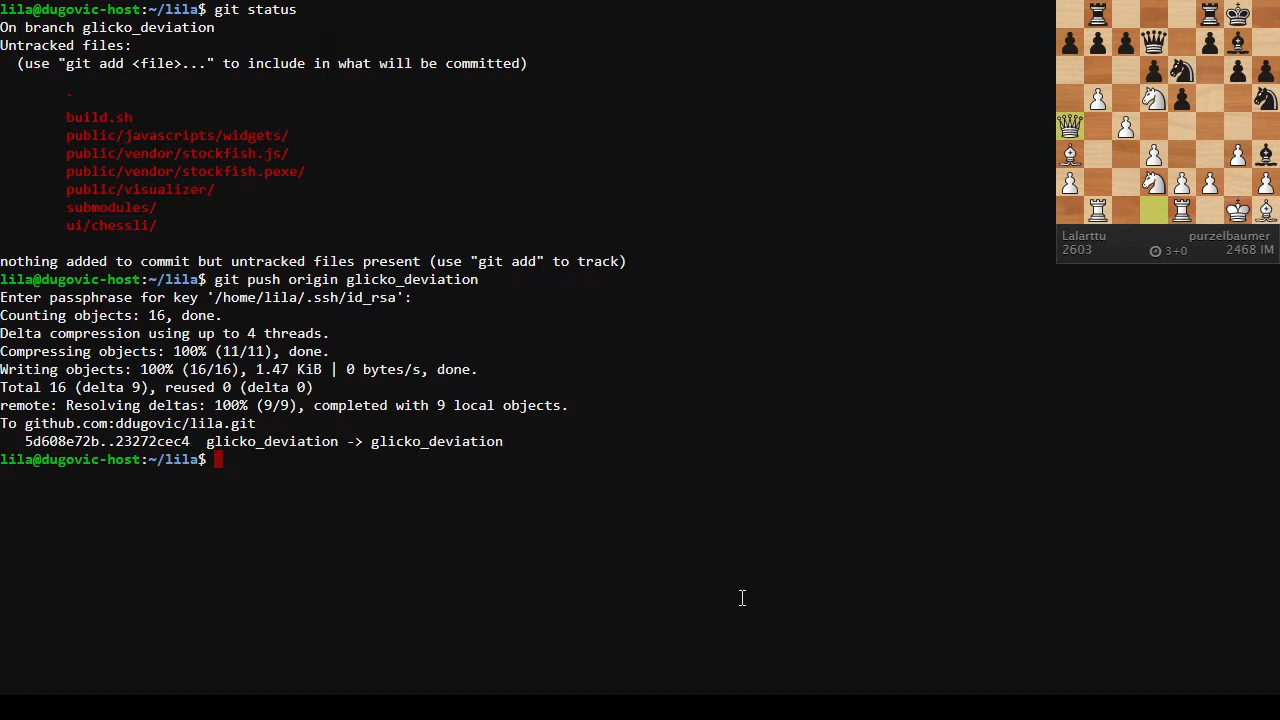 lila@dugovic-host:~/lila$ git status
On branch glicko_deviation
Untracked files:
  (use "git add <file>..." to include in what will be committed)
build.sh
public/javascripts/widgets/
public/vendor/stockfish.js/
public/vendor/stockfish.pexe/
public/visualizer/
submodules/
ui/chessli/
nothing added to commit but untracked files present (use "git add" to track)
lila@dugovic-host:~/lila$ git push origin glicko_deviation
Enter passphrase for key '/home/lila/.ssh/id_rsa':
Counting objects: 16, done.
Delta compression using up to 4 threads.
Compressing objects: 100% (11/11), done.
Writing objects: 100% (16/16), 1.47 KiB | 0 bytes/s, done.
Total 16 (delta 9), reused 0 (delta 0)
remote: Resolving deltas: 100% (9/9), completed with 9 local objects.
To github.com:ddugovic/lila.git
   5d608e72b..23272cec4  glicko_deviation -> glicko_deviation
lila@dugovic-host:~/lila$
Lalarttu purzelbaumer
2603 3+0 2468 IM